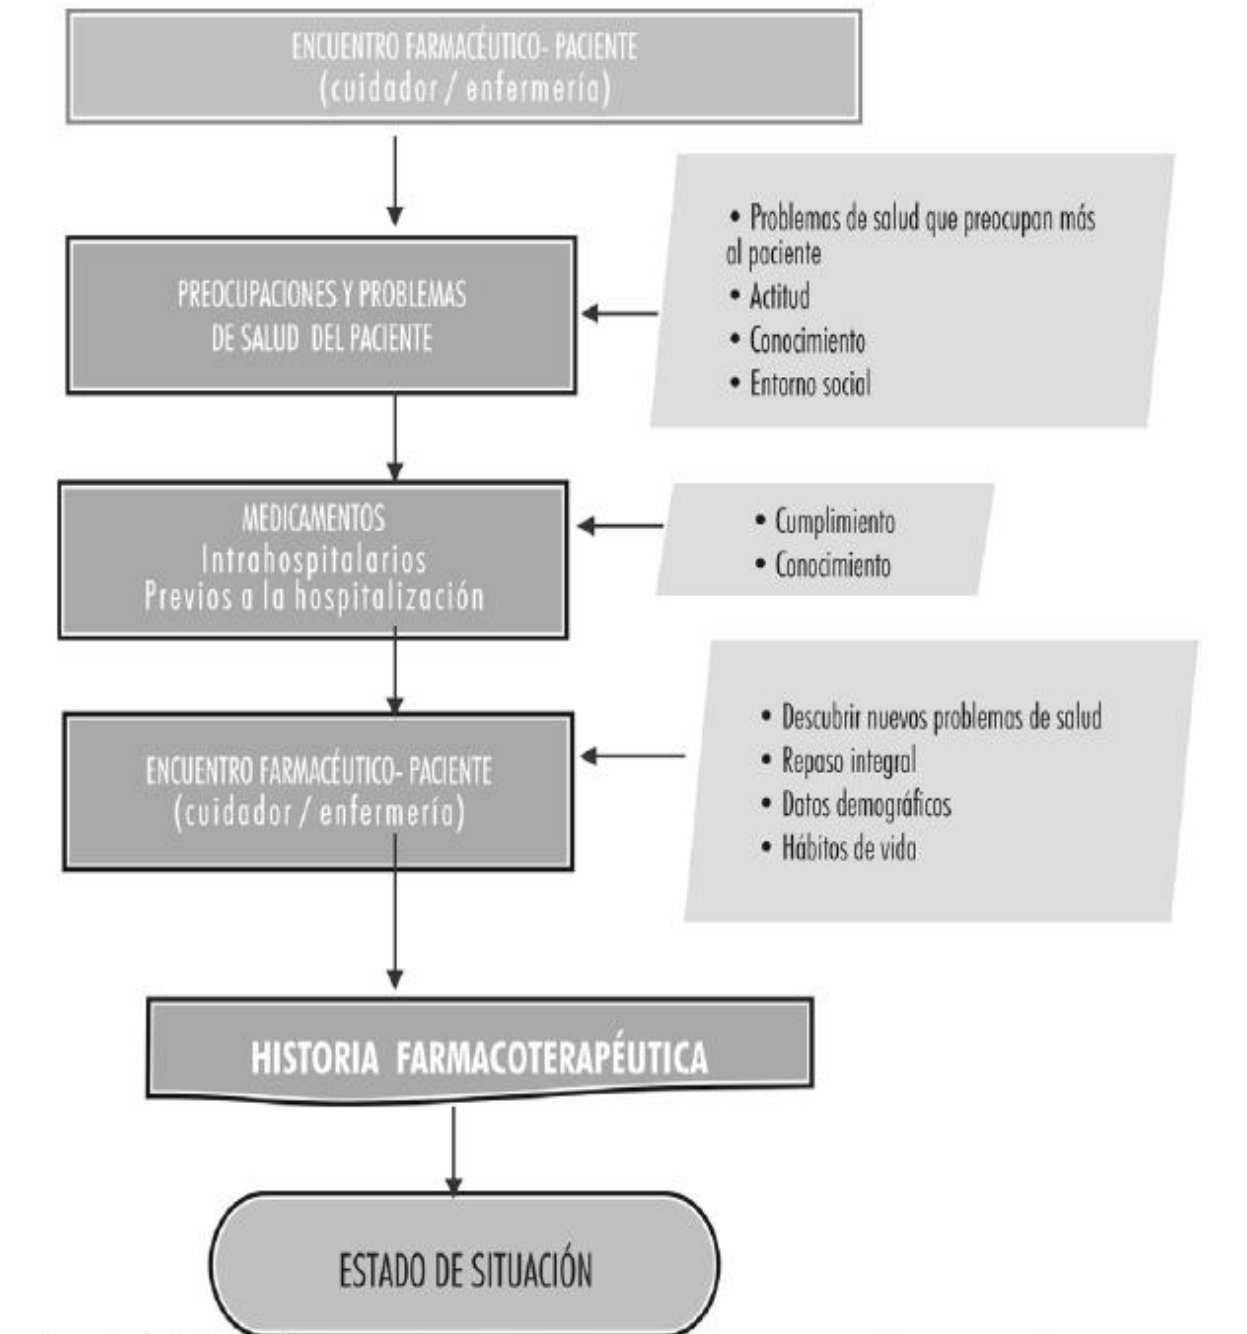 ENCUENTRO FARMACÉUTICO- PACIENTE
(cuidador / enfermería)
• Problemas de salud que preocupan más
al paciente
• Actitud
• Conocimiento
• Entorno social
PREOCUPACIONES Y PROBLEMAS
DE SALUD DEL PACIENTE
MEDICAMENTOS
Intrahospitalarios
Previos a la hospitalización
• Cumplimiento
• Conocimiento
ENCUENTRO FARMACÉUTICO- PACIENTE
(cuidador / enfermería)
• Descubrir nuevos problemas de salud
• Repaso integral
• Datos demográficos
• Hábitos de vida
HISTORIA FARMACOTERAPÉUTICA
ESTADO DE SITUACIÓN